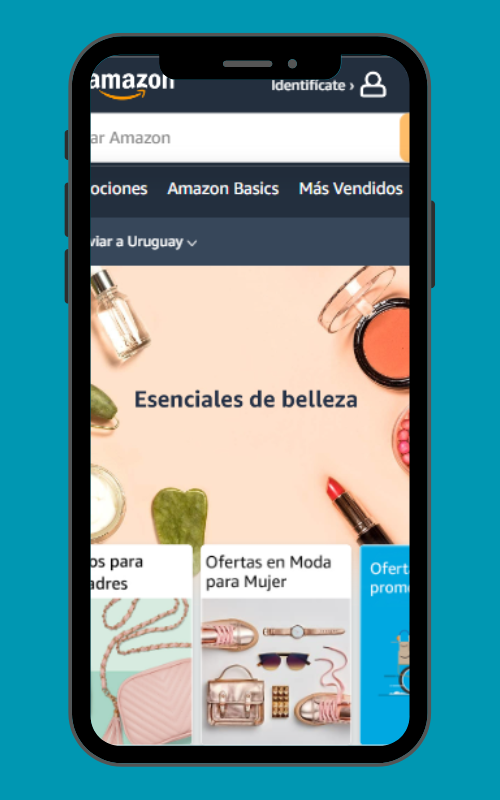 amazon
Identifícate ›
ar Amazon
ociones Amazon Basics Más Vendidos
viar a Uruguay
Esenciales de belleza
os para
adres
Ofertas en Moda
para Mujer
Ofert
prom